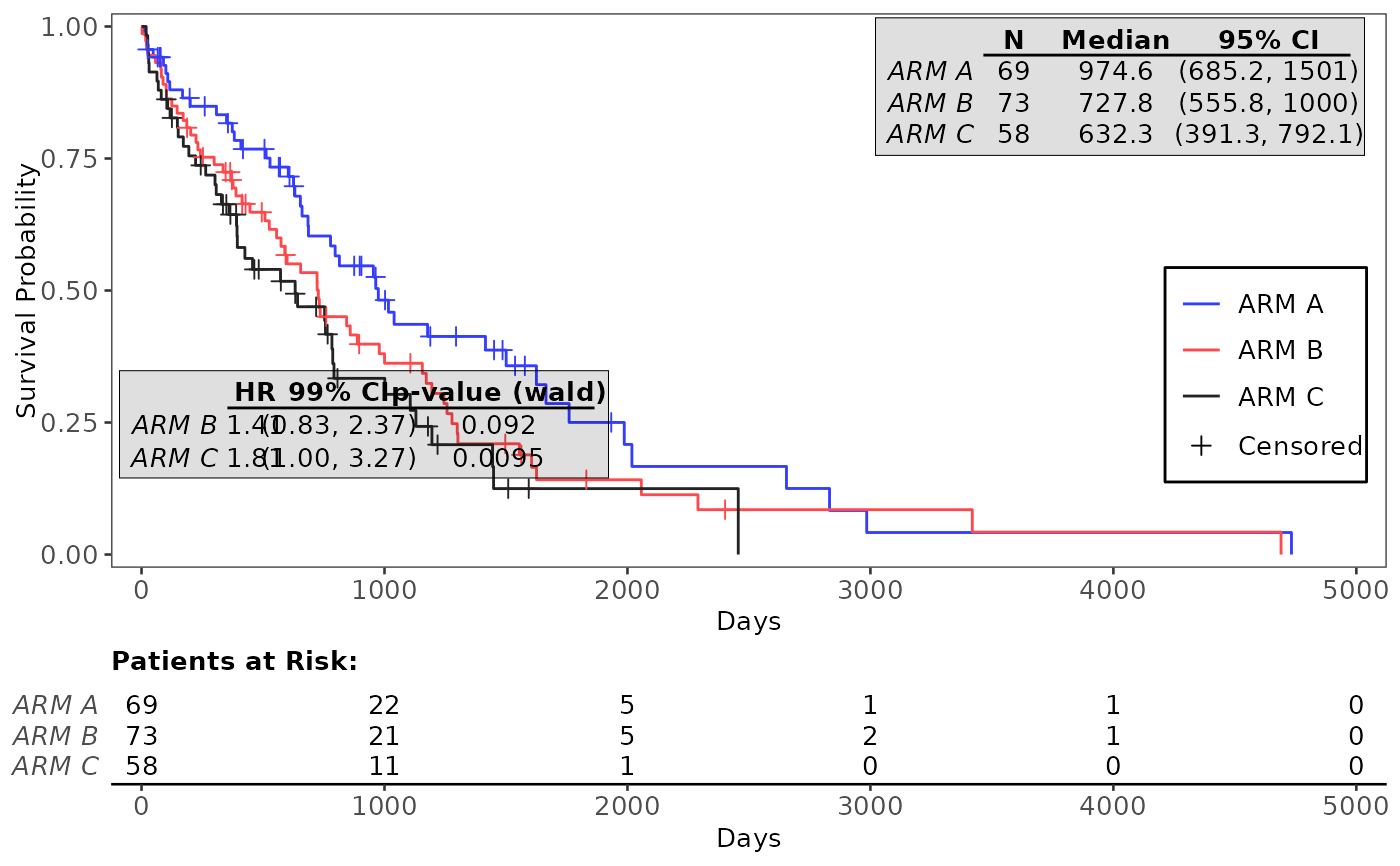 1.00
0.75
0.50
0.25
0.00
Survival Probability
N Median 95% CI
ARM A 69 974.6 (685.2, 1501)
ARM B 73 727.8 (555.8, 1000)
ARM C 58 632.3 (391.3, 792.1)
ARM A
ARM B
ARM C
Censored
HR 99% CI p-value (wald)
ARM B 1.41 (0.83, 2.37) 0.092
ARM C 1.81 (1.00, 3.27) 0.0095
0 1000 2000 3000 4000 5000
Days
Patients at Risk:
ARM A 69 22 5 1 1 0
ARM B 73 21 5 2 1 0
ARM C 58 11 1 0 0 0
0 1000 2000 3000 4000 5000
Days